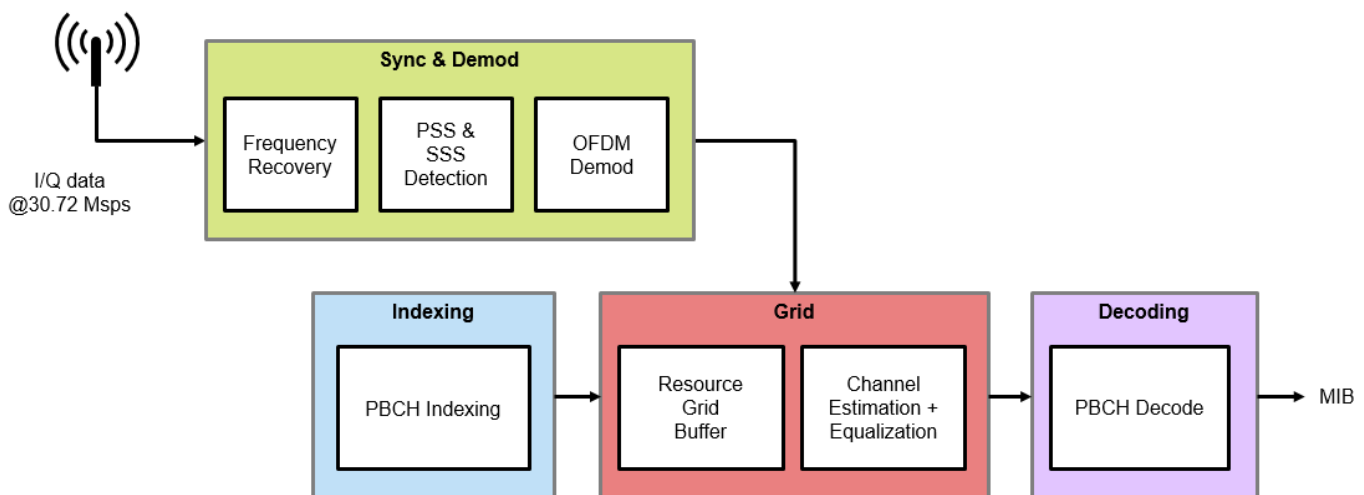 Sync & Demod
Frequency
Recovery
PSS &
SSS
Detection
OFDM
Demod
I/Q data
@30.72 Msps
Indexing
PBCH Indexing
Grid
Resource
Grid
Buffer
Channel
Estimation +
Equalization
Decoding
PBCH Decode
MIB